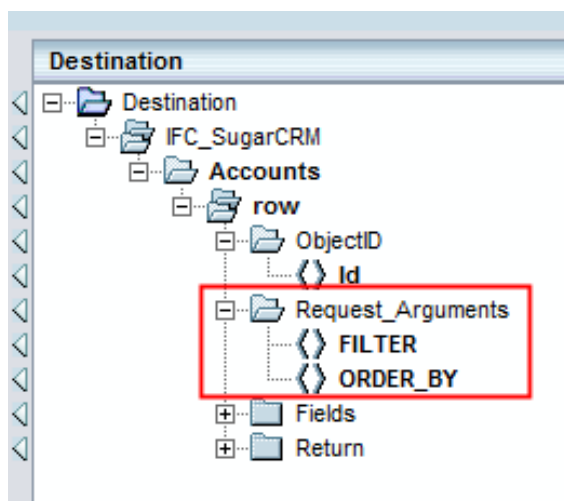 Destination
Destination
IFC_SugarCRM
Accounts
row
ObjectID
Id
Request_Arguments
FILTER
ORDER_BY
Fields
Return